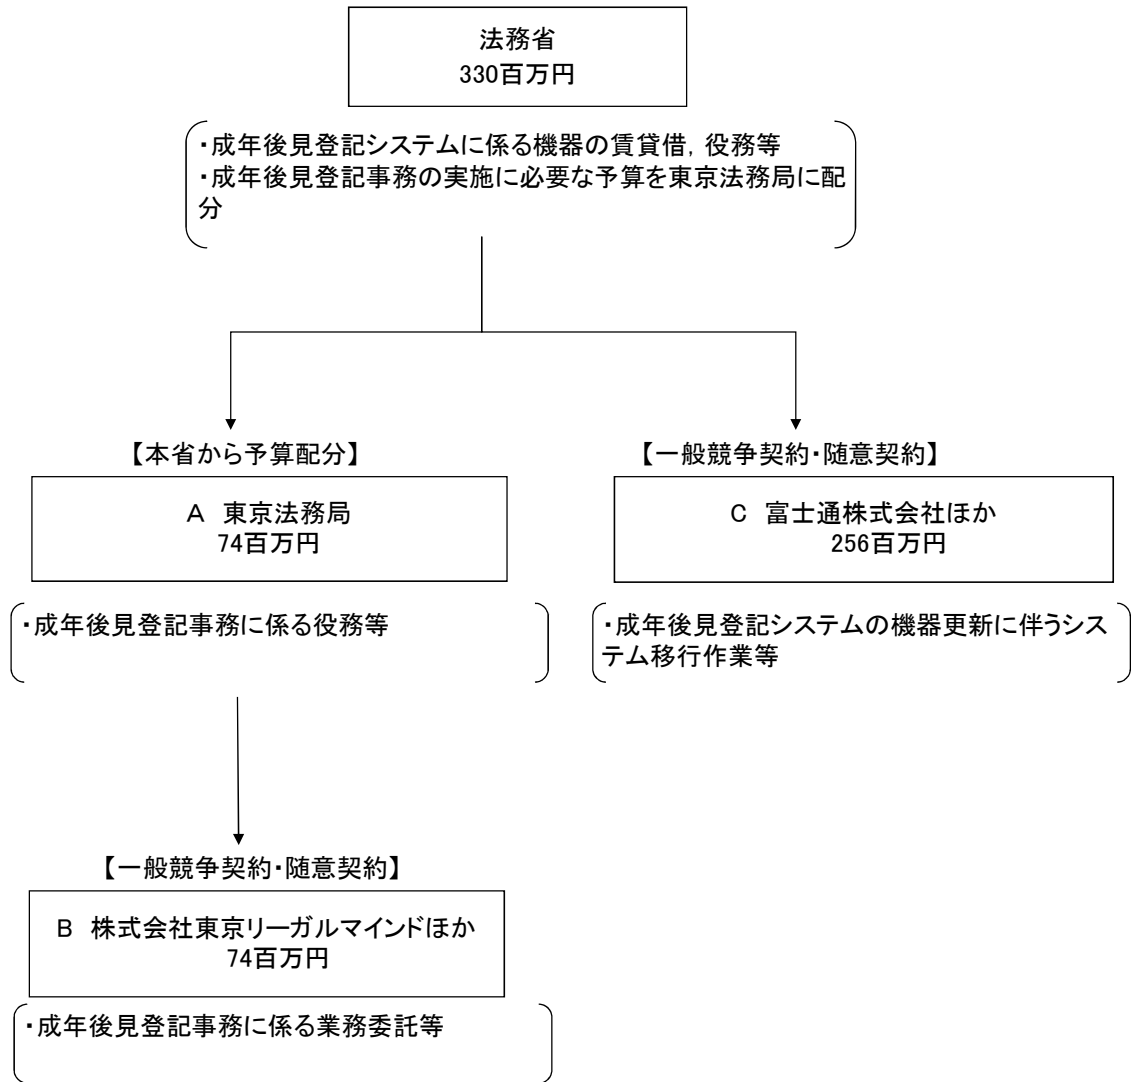 法務省
330百万円
・成年後見登記システムに係る機器の賃貸借，役務等
・成年後見登記事務の実施に必要な予算を東京法務局に配
分
【本省から予算配分】
A　東京法務局
74百万円
・成年後見登記事務に係る役務等
【一般競争契約・随意契約】
C　富士通株式会社ほか
256百万円
・成年後見登記システムの機器更新に伴うシス
テム移行作業等
【一般競争契約・随意契約】
B　株式会社東京リーガルマインドほか
74百万円
・成年後見登記事務に係る業務委託等